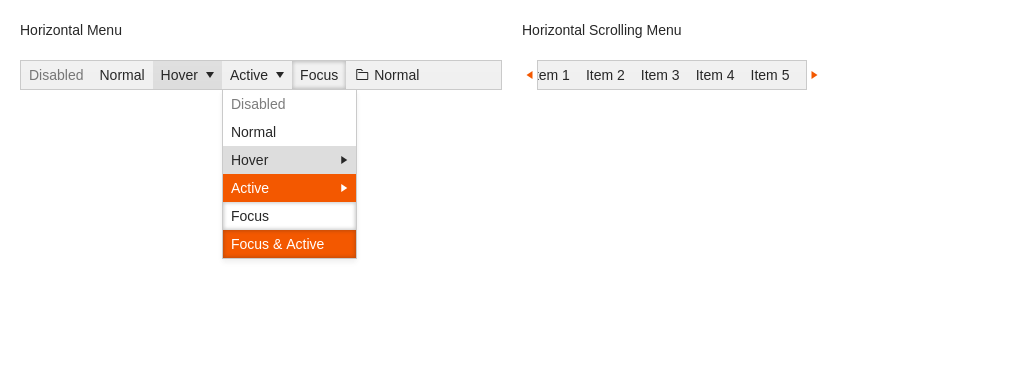 Horizontal Menu
Disabled Normal Hover Active Focus Normal
Disabled
Normal
Hover
Active
Focus
Focus & Active
Horizontal Scrolling Menu
em 1 Item 2 Item 3 Item 4 Item 5